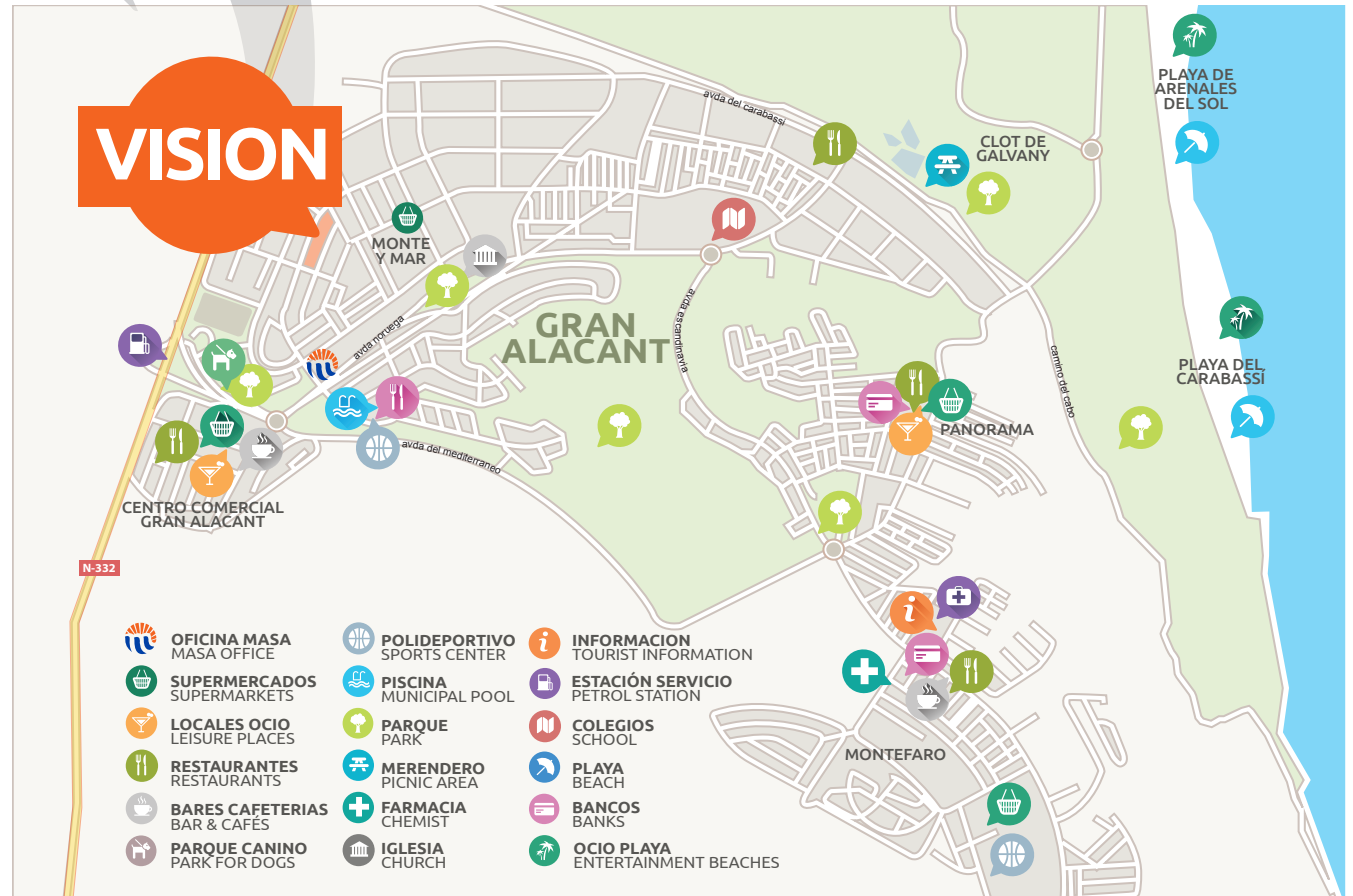 VISION
PLAYA DE
ARENALES
DEL SOL
avda del carabassi
CLOT DE
GALVANY
MONTE
Y MAR
GRAN
ALACANT
avda noruega
avda escandinavia
camino del cabo
PLAYA DEL
CARABASSÍ
PANORAMA
avda del mediterraneo
CENTRO COMERCIAL
GRAN ALACANT
N-332
MONTEFARO
OFICINA MASA
MASA OFFICE
SUPERMERCADOS
SUPERMARKETS
LOCALES OCIO
LEISURE PLACES
RESTAURANTES
RESTAURANTS
BARES CAFETERIAS
BAR & CAFÉS
PARQUE CANINO
PARK FOR DOGS
POLIDEPORTIVO
SPORTS CENTER
PISCINA
MUNICIPAL POOL
PARQUE
PARK
MERENDERO
PICNIC AREA
FARMACIA
CHEMIST
IGLESIA
CHURCH
INFORMACION
TOURIST INFORMATION
ESTACIÓN SERVICIO
PETROL STATION
COLEGIOS
SCHOOL
PLAYA
BEACH
BANCOS
BANKS
OCIO PLAYA
ENTERTAINMENT BEACHES